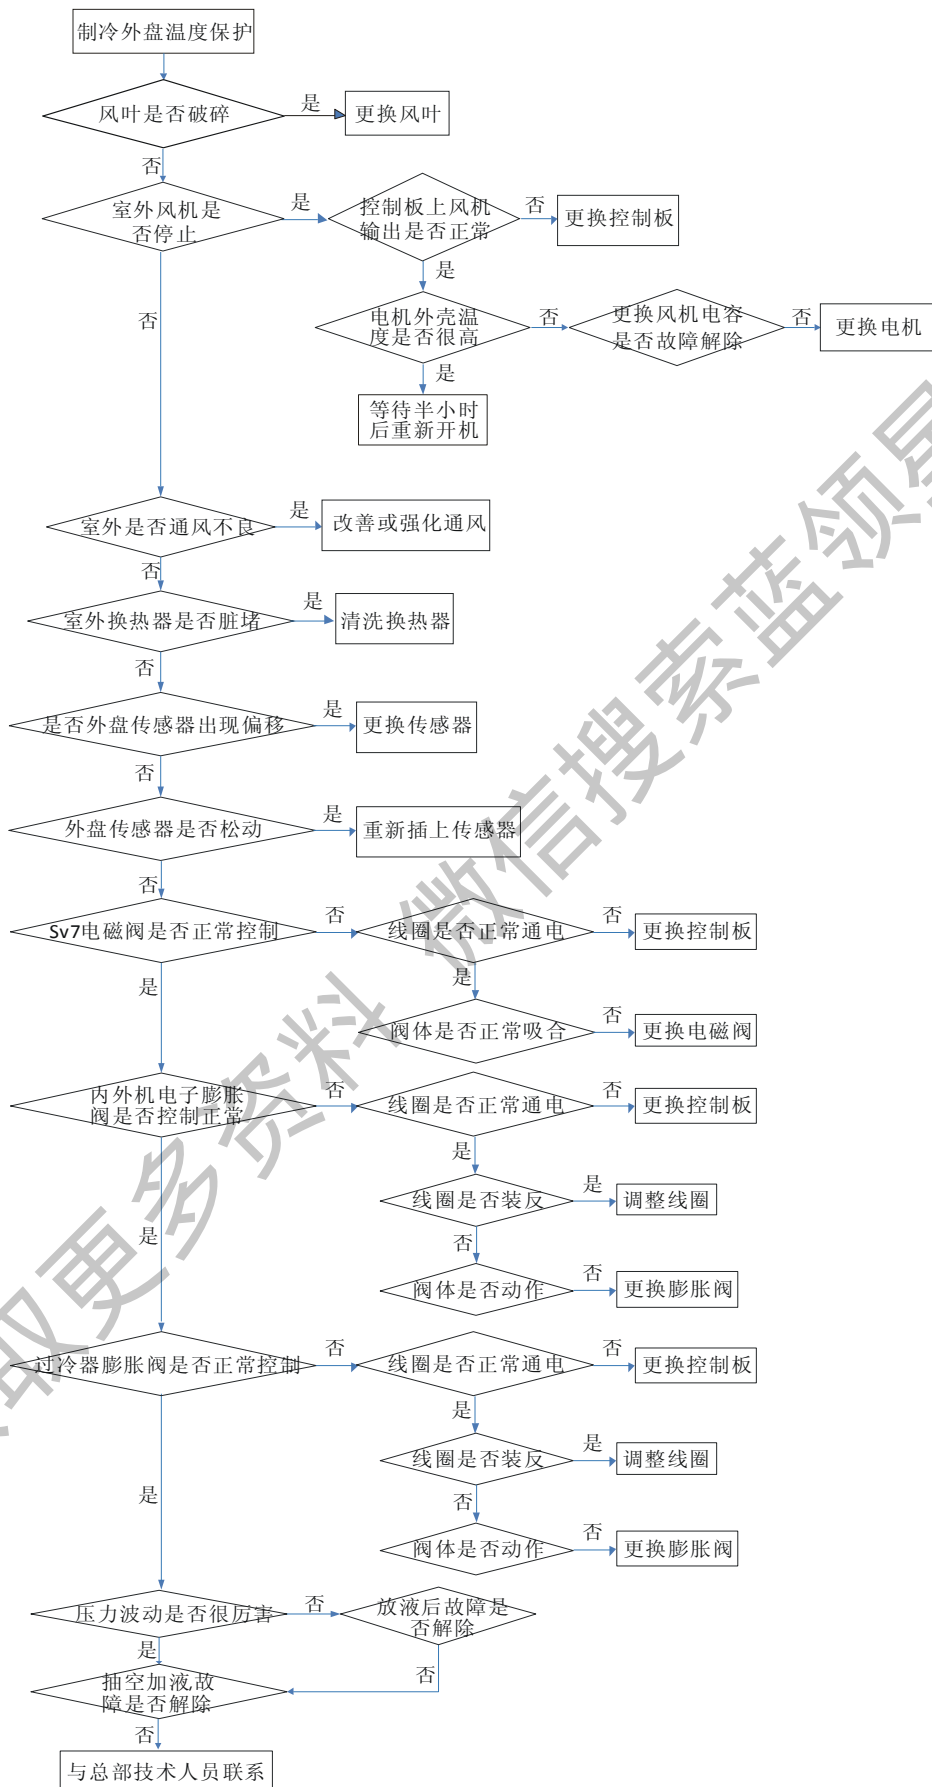 制冷外盘温度保护
风叶是否破碎
是
更换风叶
否
室外风机是
否停止
是
控制板上风机
输出是否正常
否
更换控制板
是
否
电机外壳温
度是否很高
否
更换风机电容
是否故障解除
否
更换电机
是
等待半小时
后重新开机
室外是否通风不良
是
改善或强化通风
否
室外换热器是否脏堵
是
清洗换热器
否
是否外盘传感器出现偏移
是
更换传感器
否
外盘传感器是否松动
是
重新插上传感器
否
Sv7电磁阀是否正常控制
否
线圈是否正常通电
否
更换控制板
是
是
阀体是否正常吸合
否
更换电磁阀
内外机电子膨胀
阀是否控制正常
否
线圈是否正常通电
否
更换控制板
是
线圈是否装反
是
调整线圈
是
否
阀体是否动作
否
更换膨胀阀
过冷器膨胀阀是否正常控制
否
线圈是否正常通电
否
更换控制板
是
线圈是否装反
是
调整线圈
是
否
阀体是否动作
否
更换膨胀阀
压力波动是否很厉害
否
放液后故障是
否解除
是
否
抽空加液,故
障是否解除
否
与总部技术人员联系
取更多资料 微信搜索蓝领